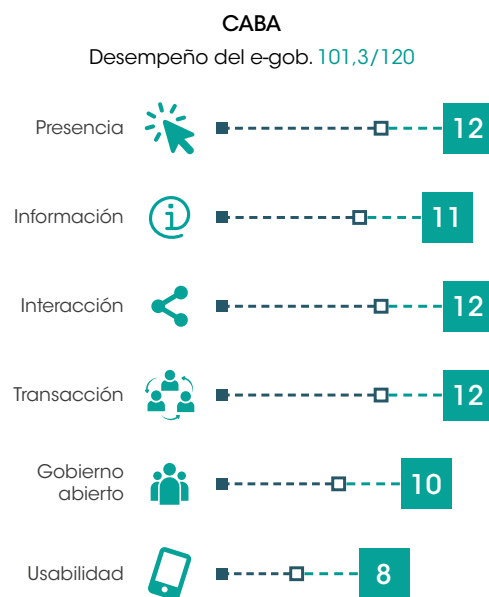 CABA
Desempeño del e-gob. 101,3/120
Presencia 12
Información 11
Interacción 12
Transacción 12
Gobierno
abierto 10
Usabilidad 8